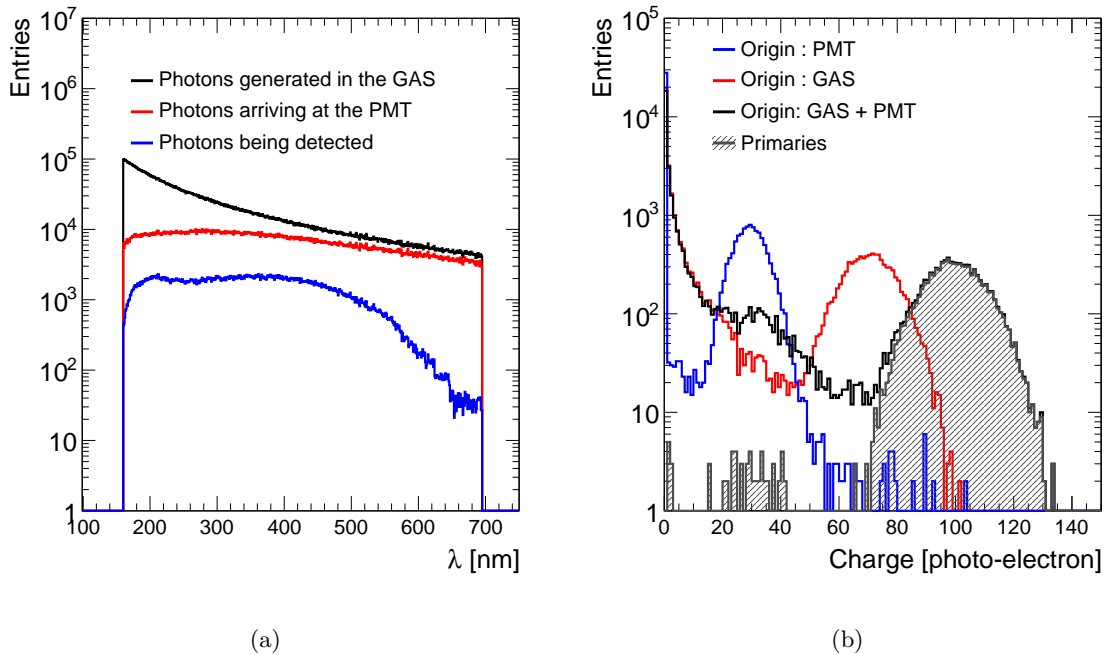 Entries
10^7
10^6
10^5
10^4
10^3
10^2
10
1
Photons generated in the GAS
Photons arriving at the PMT
Photons being detected
100 200 300 400 500 600 700
λ [nm]
(a)
Entries
10^5
10^4
10^3
10^2
10
1
Origin : PMT
Origin : GAS
Origin: GAS + PMT
Primaries
0 20 40 60 80 100 120 140
Charge [photo-electron]
(b)